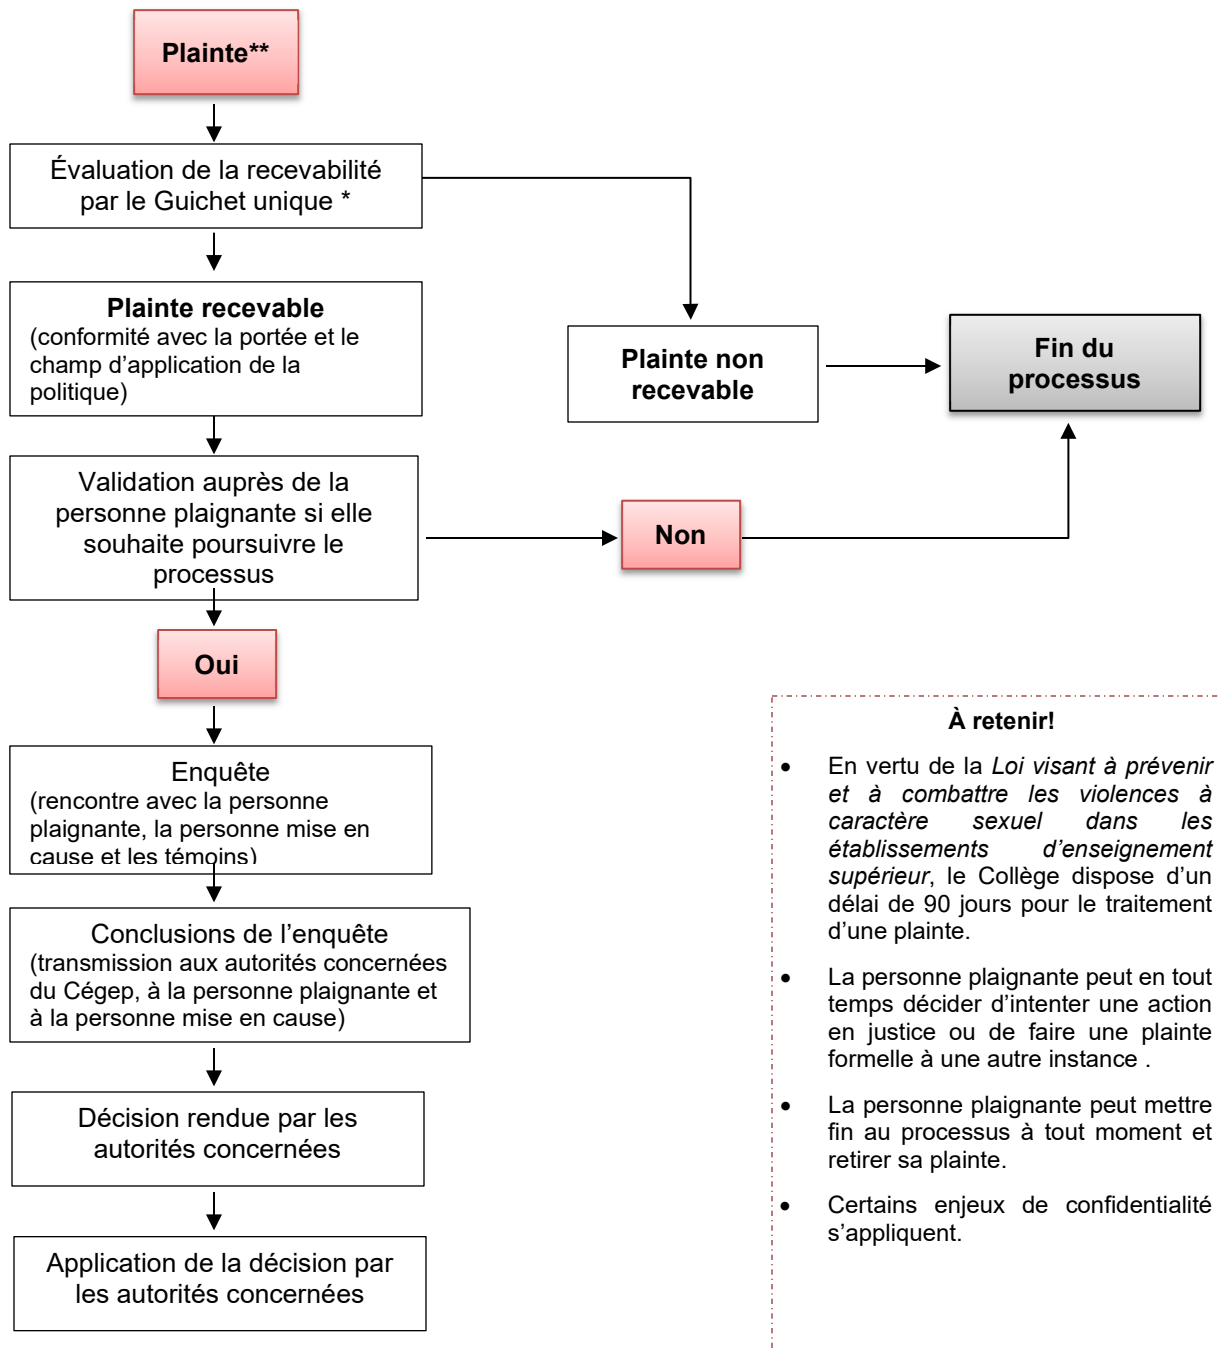 Plainte**
Évaluation de la recevabilité
par le Guichet unique *
Plainte recevable
(conformité avec la portée et le
champ d’application de la
politique)
Plainte non
recevable
Fin du
processus
Validation auprès de la
personne plaignante si elle
souhaite poursuivre le
processus
Non
Oui
Enquête
(rencontre avec la personne
plaignante, la personne mise en
cause et les témoins)
Conclusions de l’enquête
(transmission aux autorités concernées
du Cégep, à la personne plaignante et
à la personne mise en cause)
Décision rendue par les
autorités concernées
Application de la décision par
les autorités concernées
À retenir!
• En vertu de la Loi visant à prévenir
et à combattre les violences à
caractère sexuel dans les
établissements d’enseignement
supérieur, le Collège dispose d’un
délai de 90 jours pour le traitement
d’une plainte.
• La personne plaignante peut en tout
temps décider d’intenter une action
en justice ou de faire une plainte
formelle à une autre instance .
• La personne plaignante peut mettre
fin au processus à tout moment et
retirer sa plainte.
• Certains enjeux de confidentialité
s’appliquent.